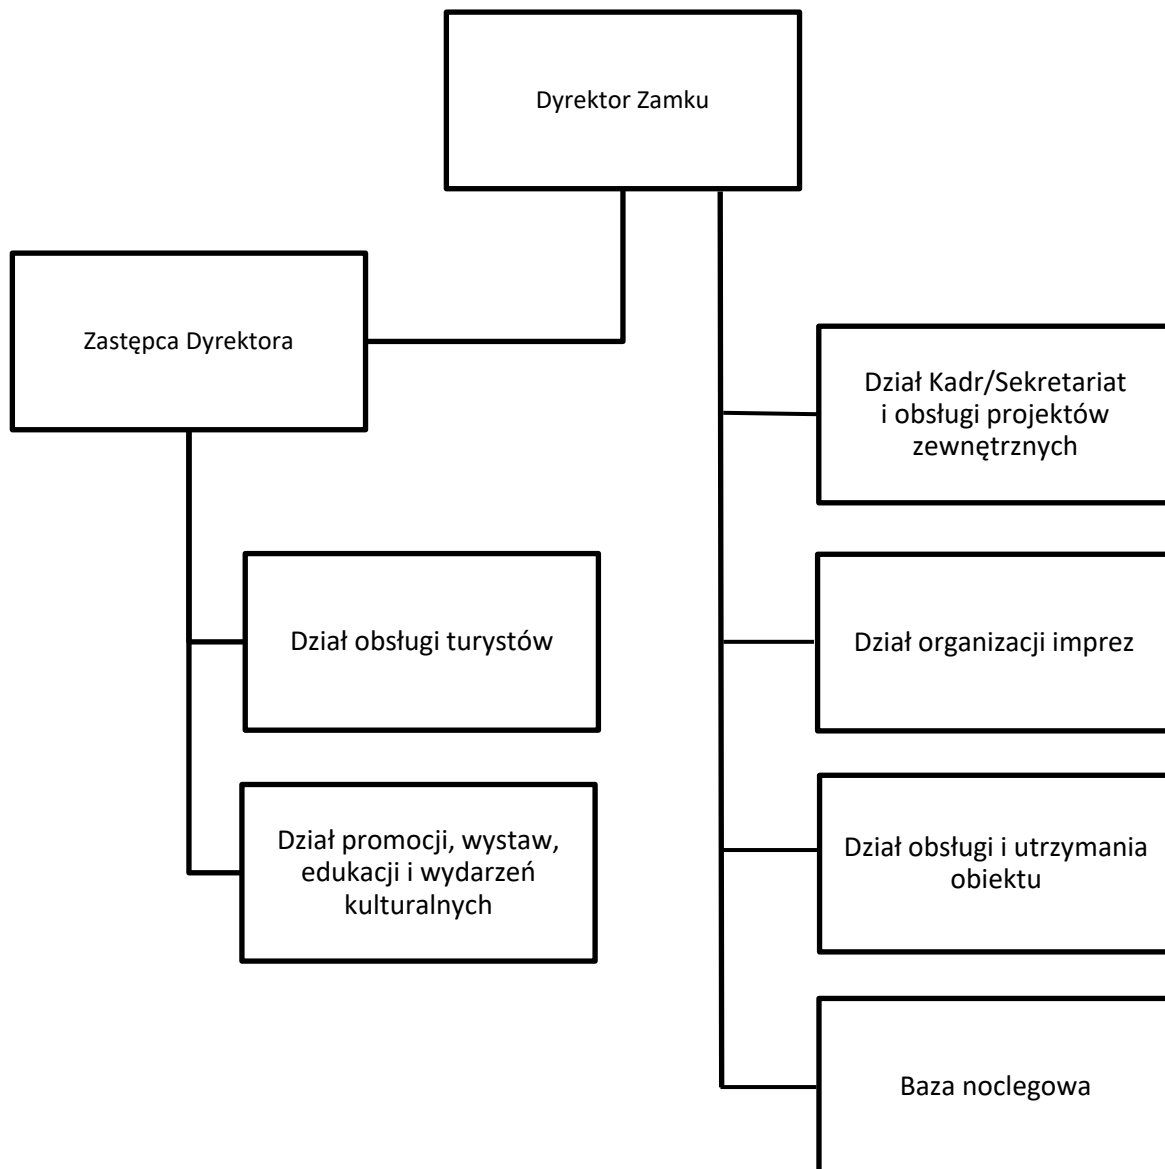 Dyrektor Zamku
Zastępca Dyrektora
Dział Kadr/Sekretariat
i obsługi projektów
zewnętrznych
Dział obsługi turystów
Dział organizacji imprez
Dział promocji, wystaw,
edukacji i wydarzeń
kulturalnych
Dział obsługi i utrzymania
obiektu
Baza noclegowa